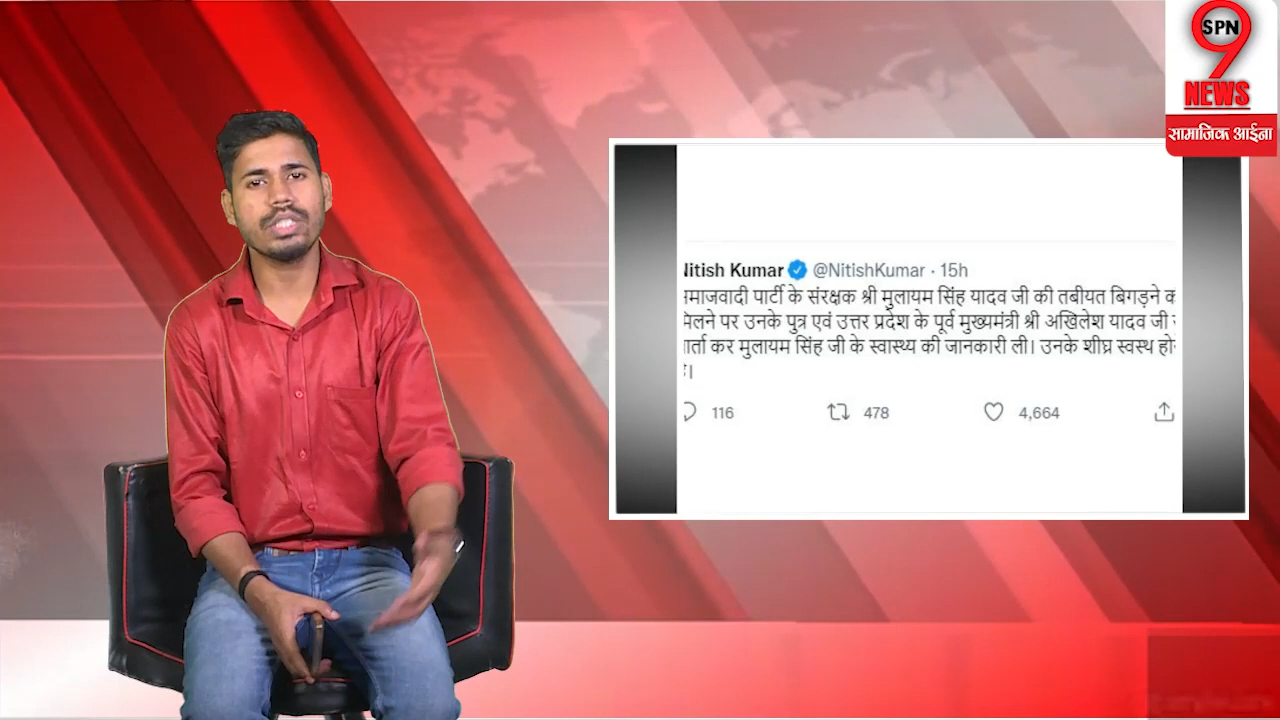 SPN
9
NEWS
सामाजिक आईना
Nitish Kumar @NitishKumar · 15h
समाजवादी पार्टी के संरक्षक श्री मुलायम सिंह यादव जी की तबीयत बिगड़ने
पर उनके पुत्र एवं उत्तर प्रदेश के पूर्व मुख्यमंत्री श्री अखिलेश यादव जी
कर मुलायम सिंह जी के स्वास्थ्य की जानकारी ली। उनके शीघ्र स्वस्थ
116 478 4,664